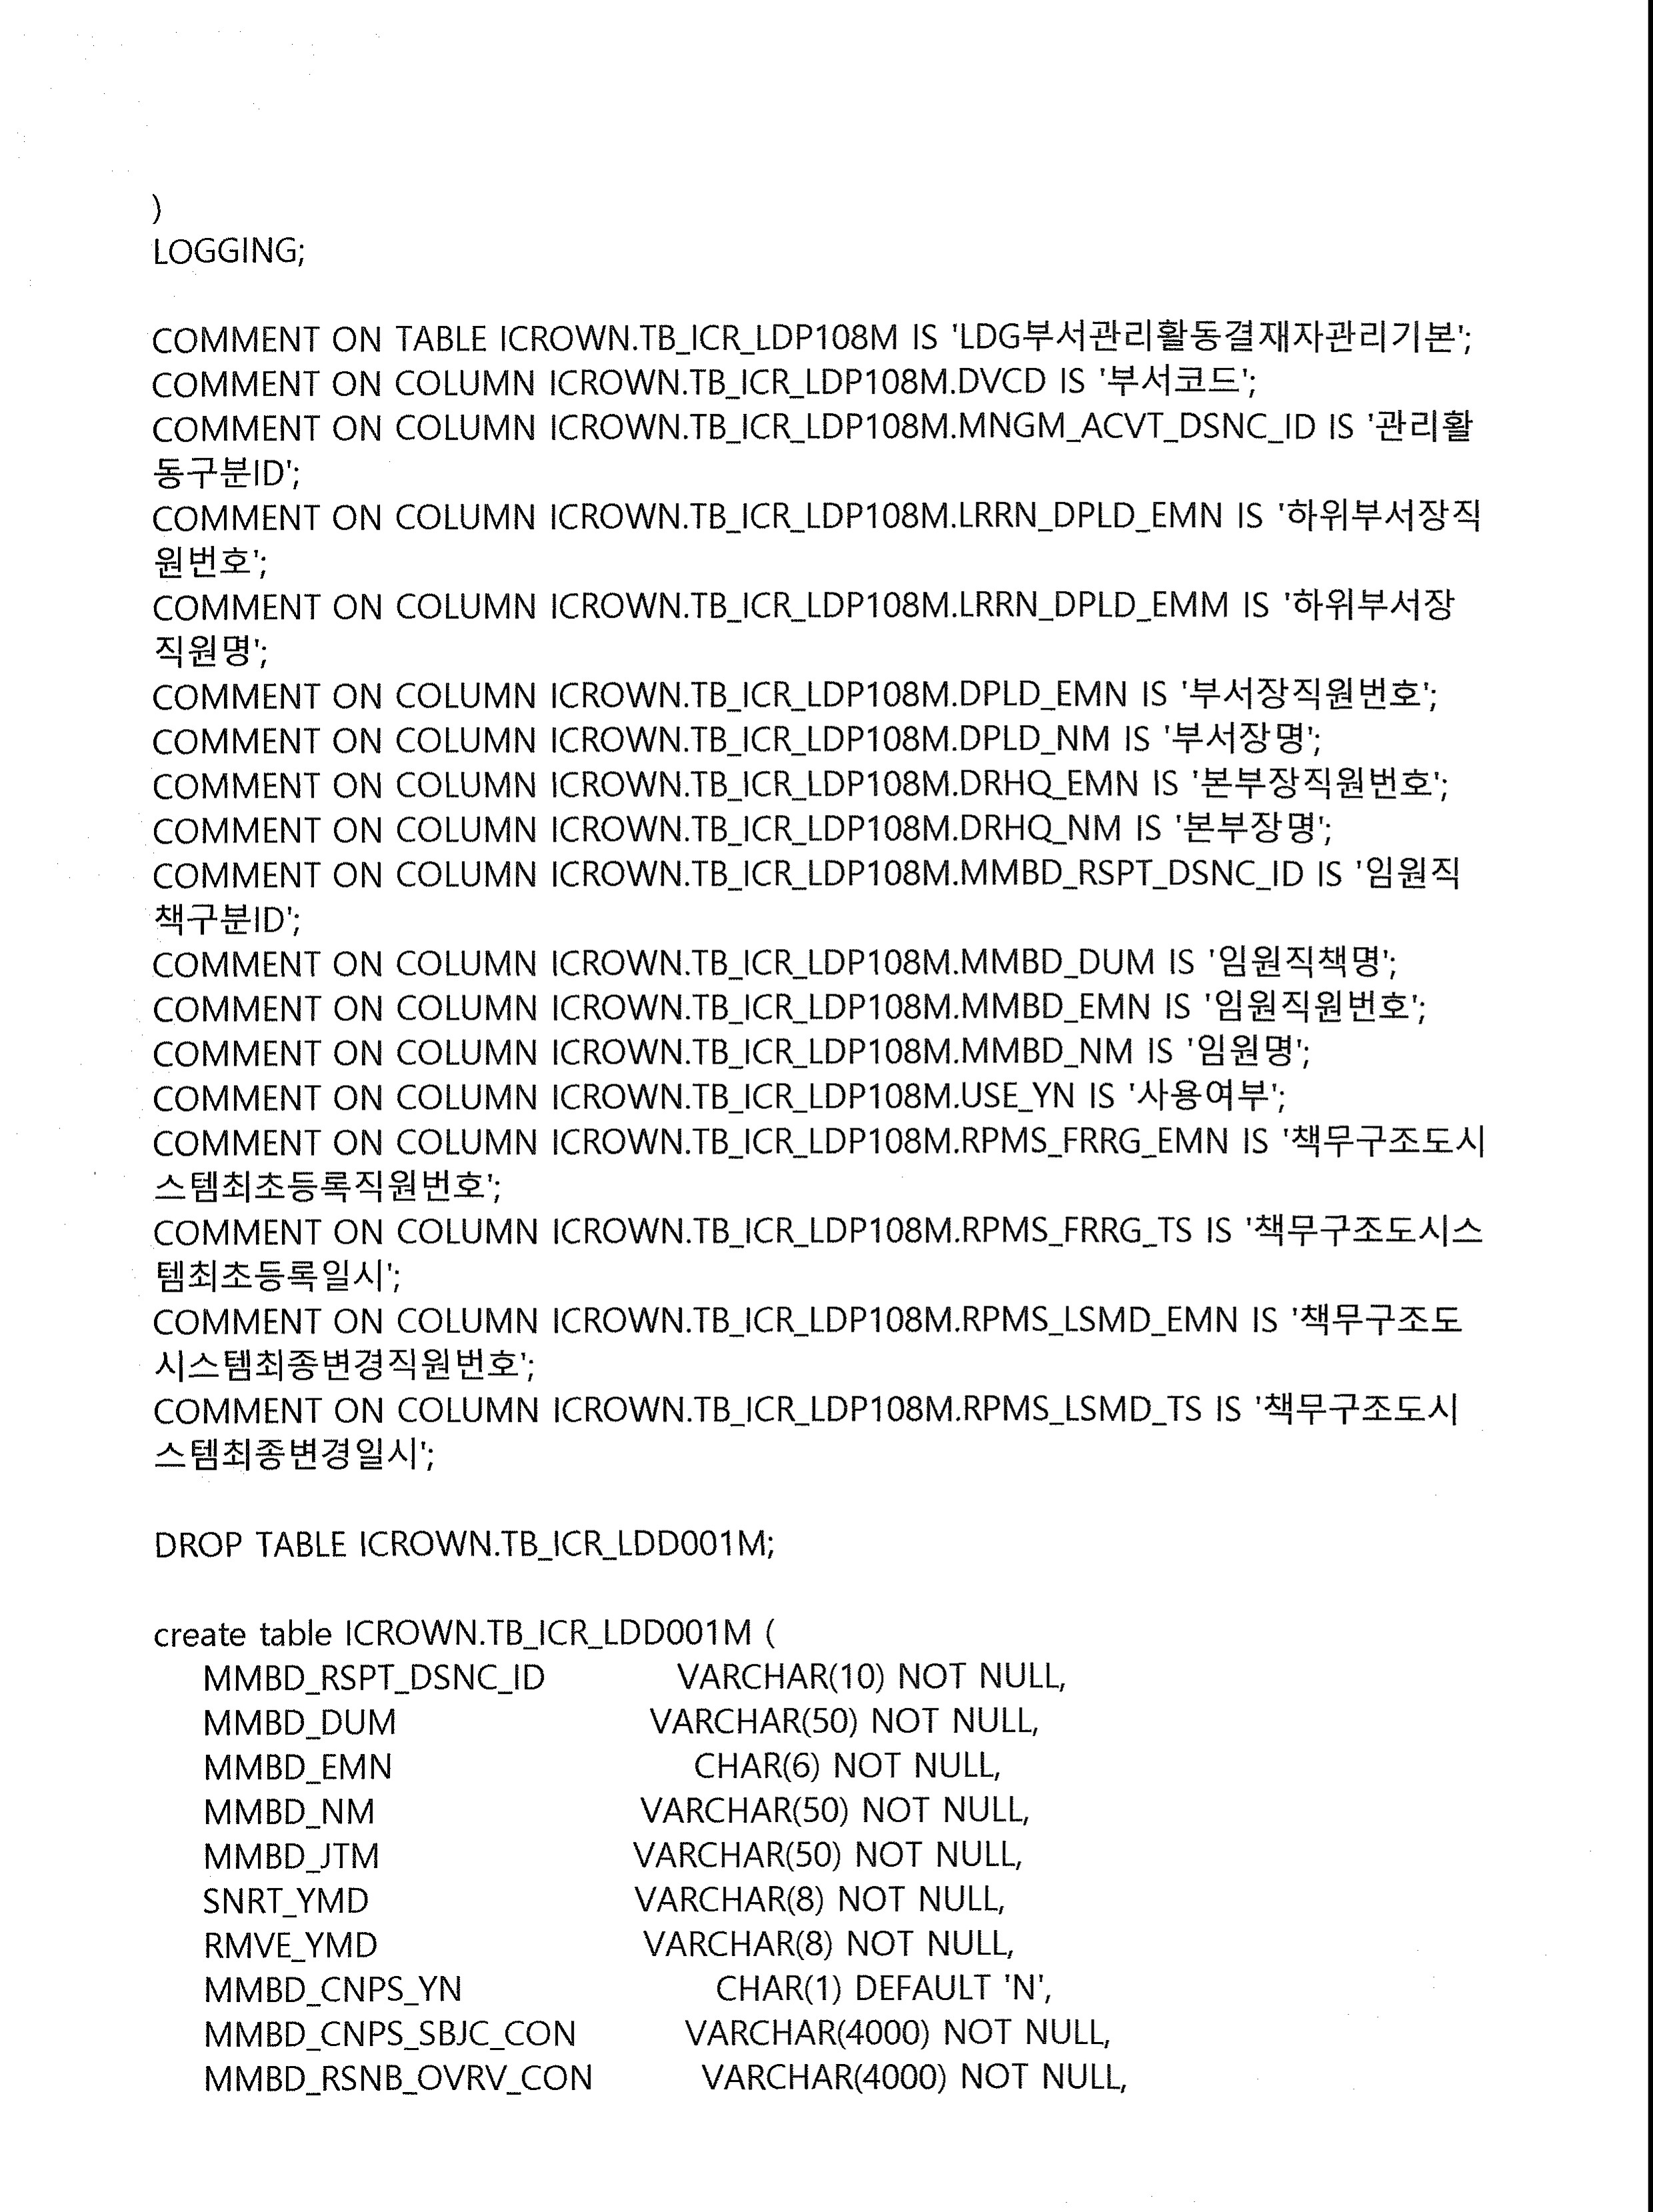 )
LOGGING;
COMMENT ON TABLE ICROWN.TB_ICR_LDP108M IS 'LDG부서관리활동결재자관리기본';
COMMENT ON COLUMN ICROWN.TB_ICR_LDP108M.DVCD IS '부서코드';
COMMENT ON COLUMN ICROWN.TB_ICR_LDP108M.MNGM_ACVT_DSNC_ID IS '관리활
동구분ID';
COMMENT ON COLUMN ICROWN.TB_ICR_LDP108M.LRRN_DPLD_EMN IS '하위부서장직
원번호';
COMMENT ON COLUMN ICROWN.TB_ICR_LDP108M.LRRN_DPLD_EMM IS '하위부서장
직원명';
COMMENT ON COLUMN ICROWN.TB_ICR_LDP108M.DPLD_EMN IS '부서장직원번호';
COMMENT ON COLUMN ICROWN.TB_ICR_LDP108M.DPLD_NM IS '부서장명';
COMMENT ON COLUMN ICROWN.TB_ICR_LDP108M.DRHQ_EMN IS '본부장직원번호';
COMMENT ON COLUMN ICROWN.TB_ICR_LDP108M.DRHQ_NM IS '본부장명';
COMMENT ON COLUMN ICROWN.TB_ICR_LDP108M.MMBD_RSPT_DSNC_ID IS '임원직
책구분ID';
COMMENT ON COLUMN ICROWN.TB_ICR_LDP108M.MMBD_DUM IS '임원직책명';
COMMENT ON COLUMN ICROWN.TB_ICR_LDP108M.MMBD_EMN IS '임원직원번호';
COMMENT ON COLUMN ICROWN.TB_ICR_LDP108M.MMBD_NM IS '임원명';
COMMENT ON COLUMN ICROWN.TB_ICR_LDP108M.USE_YN IS '사용여부';
COMMENT ON COLUMN ICROWN.TB_ICR_LDP108M.RPMS_FRRG_EMN IS '책무구조도시
스템최초등록직원번호';
COMMENT ON COLUMN ICROWN.TB_ICR_LDP108M.RPMS_FRRG_TS IS '책무구조도시스
템최초등록일시';
COMMENT ON COLUMN ICROWN.TB_ICR_LDP108M.RPMS_LSMD_EMN IS '책무구조도
시스템최종변경직원번호';
COMMENT ON COLUMN ICROWN.TB_ICR_LDP108M.RPMS_LSMD_TS IS '책무구조도시
스템최종변경일시';
DROP TABLE ICROWN.TB_ICR_LDD001M;
create table ICROWN.TB_ICR_LDD001M (
MMBD_RSPT_DSNC_ID VARCHAR(10) NOT NULL,
MMBD_DUM VARCHAR(50) NOT NULL,
MMBD_EMN CHAR(6) NOT NULL,
MMBD_NM VARCHAR(50) NOT NULL,
MMBD_JTM VARCHAR(50) NOT NULL,
SNRT_YMD VARCHAR(8) NOT NULL,
RMVE_YMD VARCHAR(8) NOT NULL,
MMBD_CNPS_YN CHAR(1) DEFAULT 'N',
MMBD_CNPS_SBJC_CON VARCHAR(4000) NOT NULL,
MMBD_RSNB_OVRV_CON VARCHAR(4000) NOT NULL,